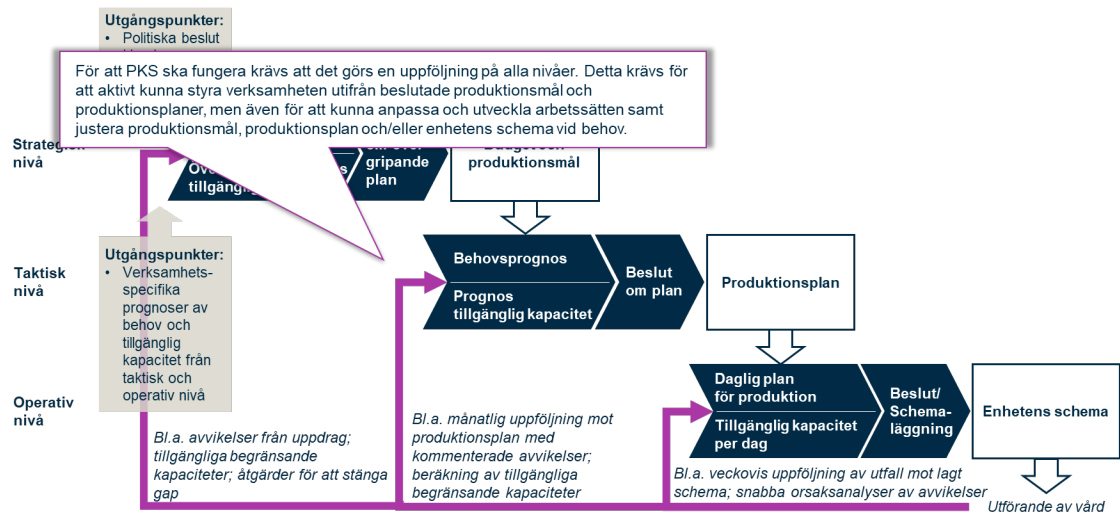 Utgångspunkter:
• Politiska beslut
För att PKS ska fungera krävs att det görs en uppföljning på alla nivåer. Detta krävs för
att aktivt kunna styra verksamheten utifrån beslutade produktionsmål och
produktionsplaner, men även för att kunna anpassa och utveckla arbetssätten samt
justera produktionsmål, produktionsplan och/eller enhetens schema vid behov.
Strategisk
nivå
tillgänglig
gripande
plan
produktionsmål
Taktisk
nivå
Utgångspunkter:
• Verksamhets-
specifika
prognoser av
behov och
tillgänglig
kapacitet från
taktisk och
operativ nivå
Behovsprognos
Prognos
tillgänglig kapacitet
Beslut
om plan
Produktionsplan
Operativ
nivå
Daglig plan
för produktion
Tillgänglig kapacitet
per dag
Beslut/
Schema-
läggning
Enhetens schema
Bl.a. avvikelser från uppdrag;
tillgängliga begränsande
kapaciteter; åtgärder för att stänga
gap
Bl.a. månatlig uppföljning mot
produktionsplan med
kommenterade avvikelser;
beräkning av tillgängliga
begränsande kapaciteter
Bl.a. veckovis uppföljning av utfall mot lagt
schema; snabba orsaksanalyser av avvikelser
Utförande av vård